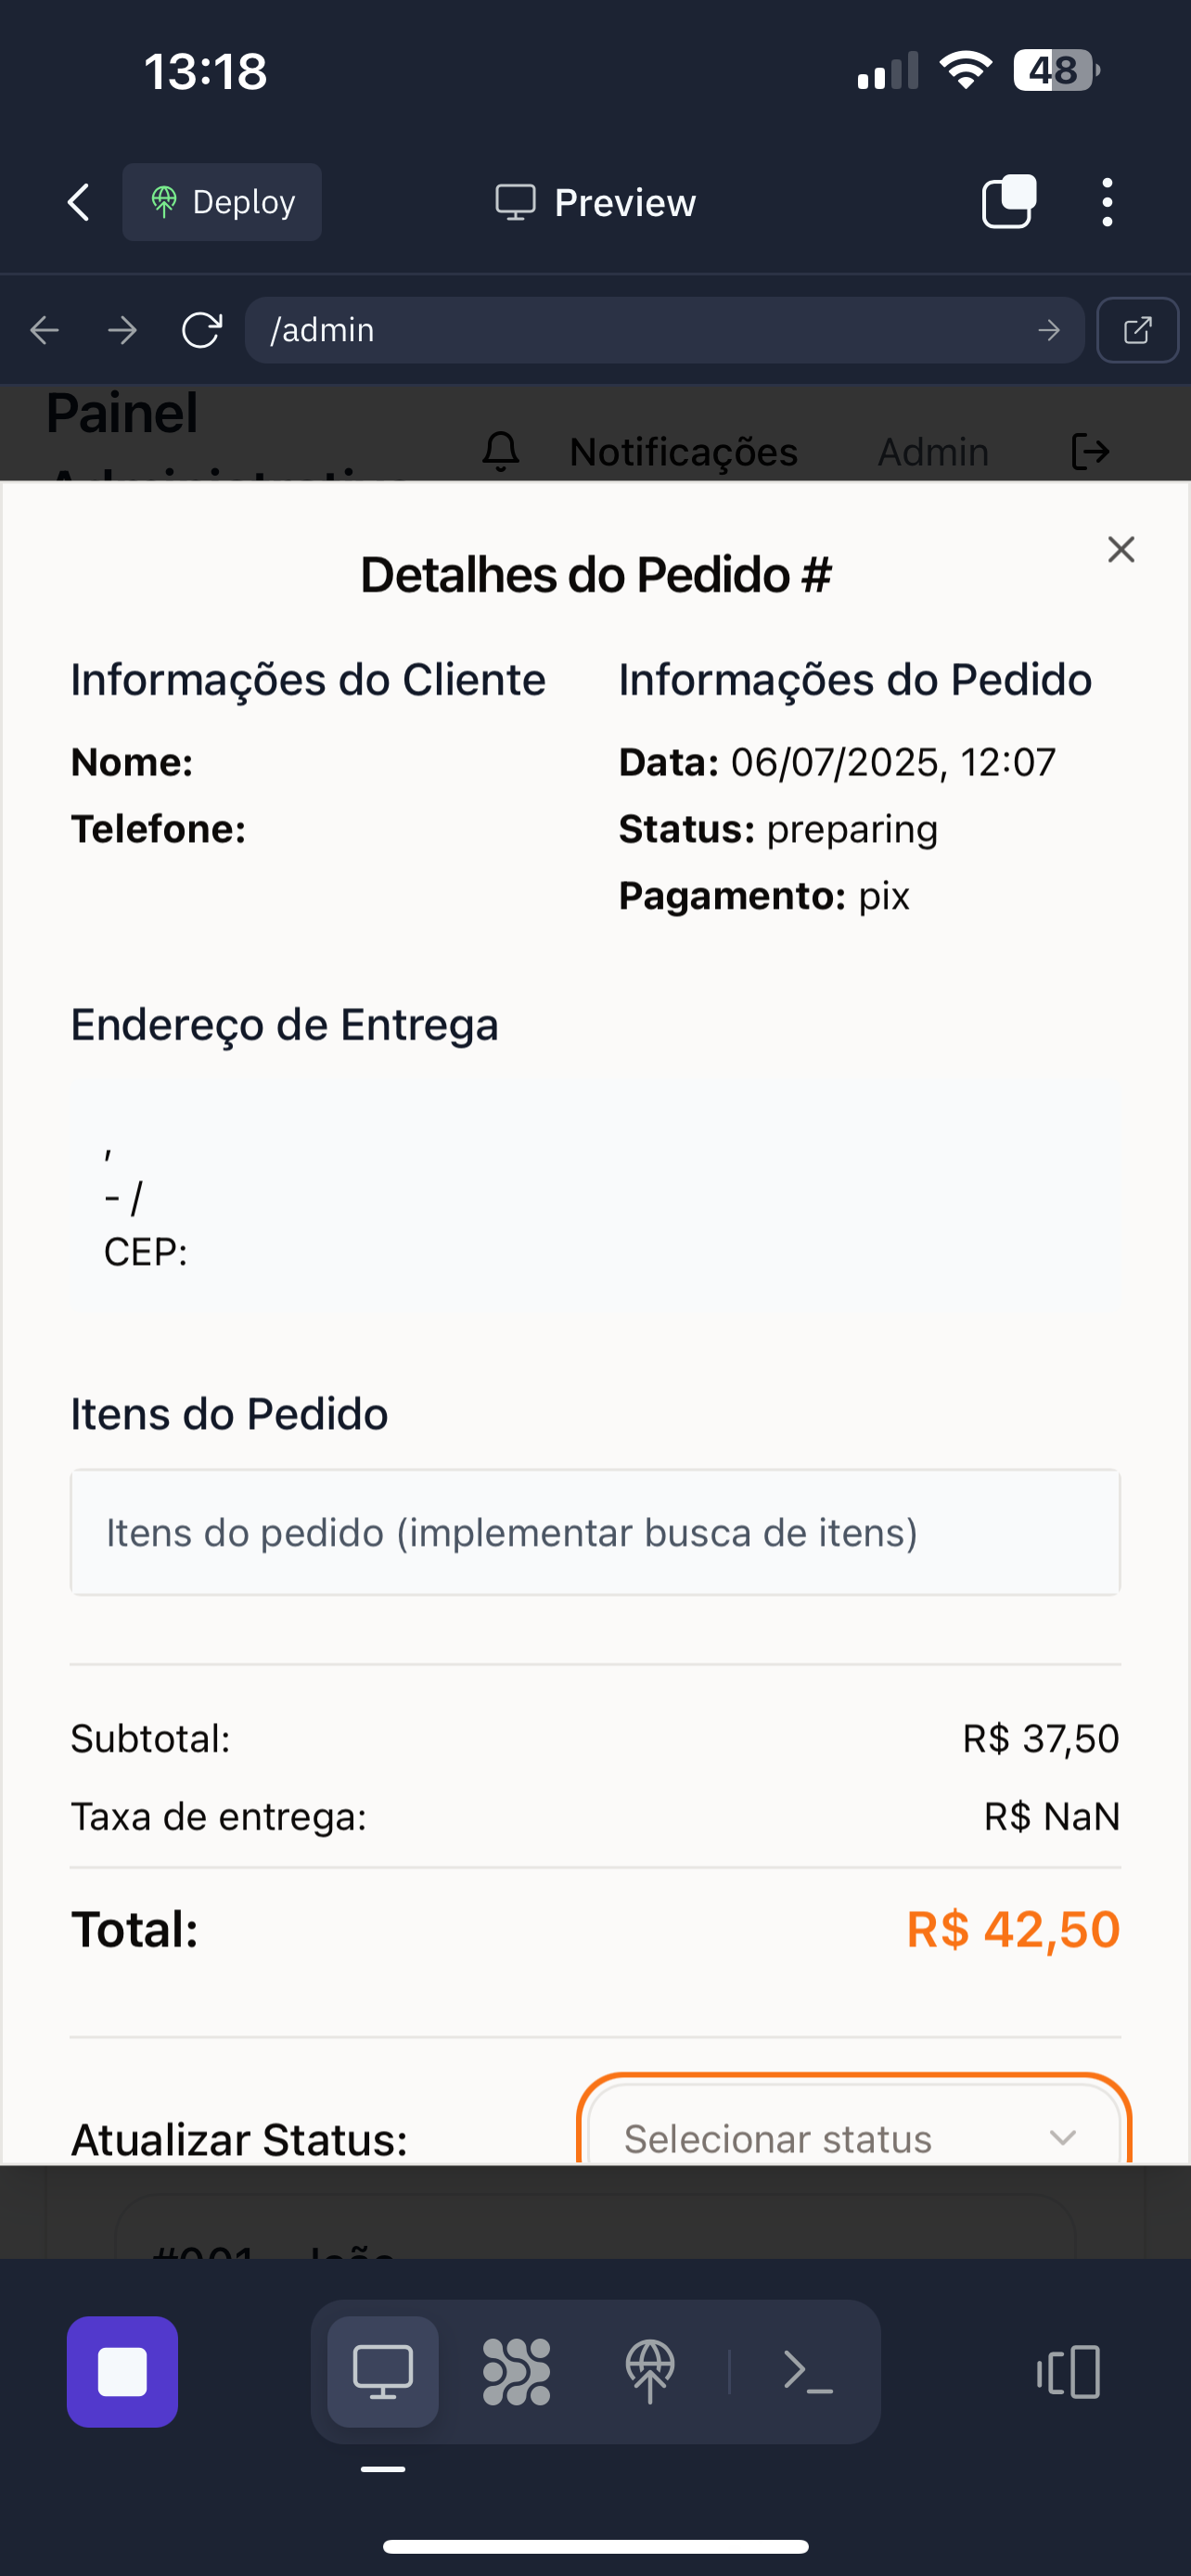 13:18
48
Deploy
Preview
/admin
Painel
Notificações
Admin
Detalhes do Pedido #
Informações do Cliente
Nome:
Telefone:
Informações do Pedido
Data: 06/07/2025, 12:07
Status: preparing
Pagamento: pix
Endereço de Entrega
,
- /
CEP:
Itens do Pedido
Itens do pedido (implementar busca de itens)
Subtotal: R$ 37,50
Taxa de entrega: R$ NaN
Total: R$ 42,50
Atualizar Status: Selecionar status
#001
João